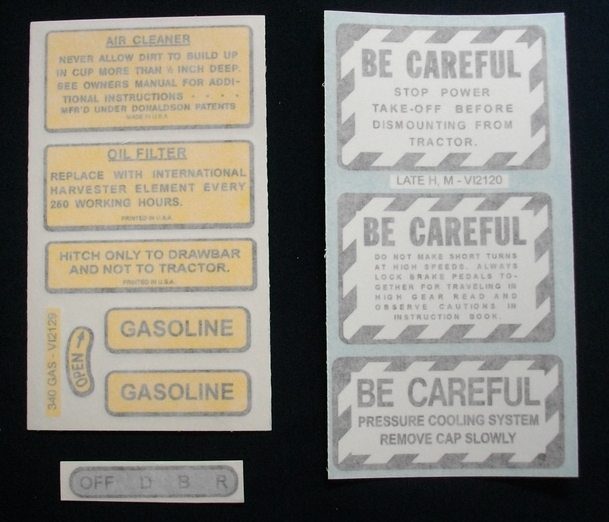 AIR CLEANER
NEVER ALLOW DIRT TO BUILD UP
IN CUP MORE THAN ½ INCH DEEP.
SEE OWNERS MANUAL FOR ADDI-
TIONAL INSTRUCTIONS - - - -
MFR'D UNDER DONALDSON PATENTS
MADE IN U.S.A.
OIL FILTER
REPLACE WITH INTERNATIONAL
HARVESTER ELEMENT EVERY
250 WORKING HOURS.
PRINTED IN U.S.A.
HITCH ONLY TO DRAWBAR
AND NOT TO TRACTOR.
PRINTED IN U.S.A.
340 GAS - VI2129
OPEN →
GASOLINE
GASOLINE
OFF D B R
BE CAREFUL
STOP POWER
TAKE-OFF BEFORE
DISMOUNTING FROM
TRACTOR.
LATE H, M - VI2120
BE CAREFUL
DO NOT MAKE SHORT TURNS
AT HIGH SPEEDS. ALWAYS
LOCK BRAKE PEDALS TO-
GETHER FOR TRAVELING IN
HIGH GEAR READ AND
OBSERVE CAUTIONS IN
INSTRUCTION BOOK.
BE CAREFUL
PRESSURE COOLING SYSTEM
REMOVE CAP SLOWLY